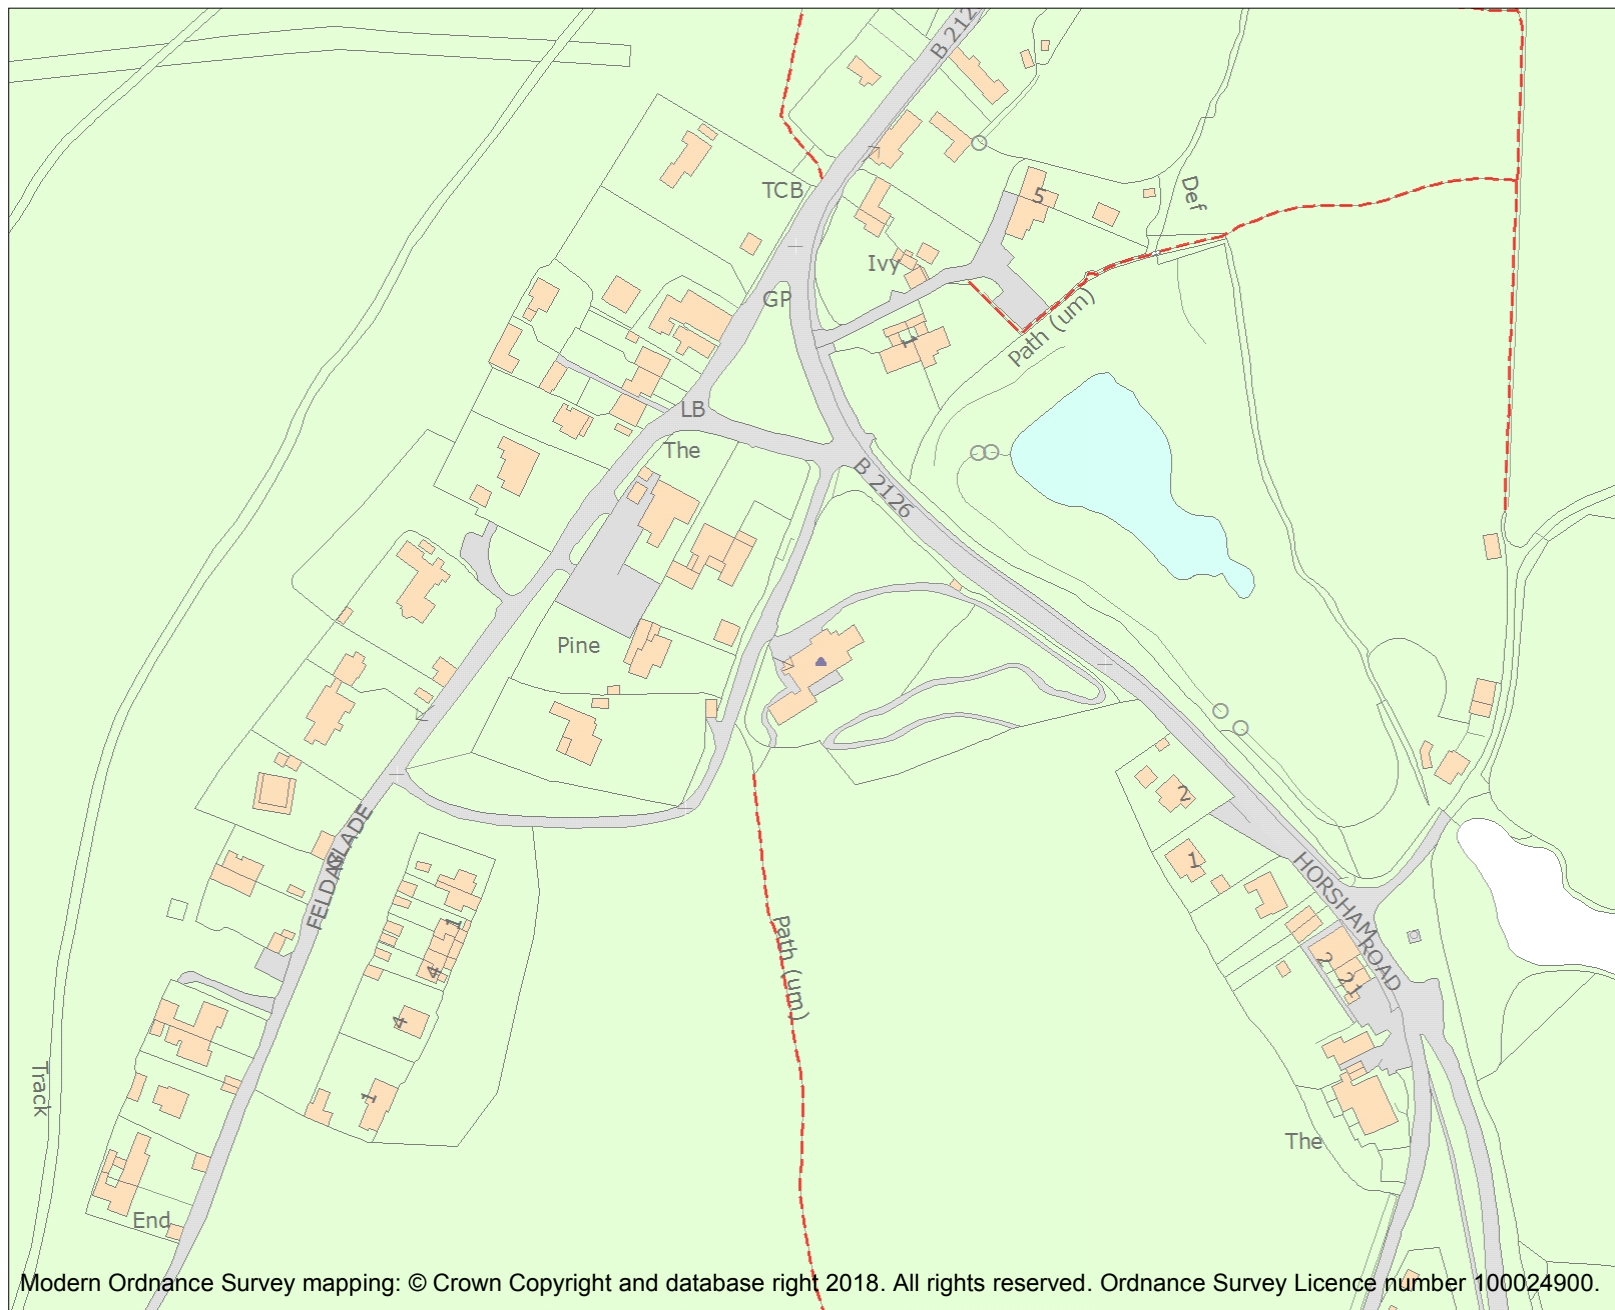 B 212
TCB
5
Def
Ivy
GP
1
Path (um)
LB
The
B 2126
Pine
2
1
FELDAY GLADE
HORSHAM ROAD
1
4
Path (um)
2
21
4
Track
1
The
End
Modern Ordnance Survey mapping: © Crown Copyright and database right 2018. All rights reserved. Ordnance Survey Licence number 100024900.